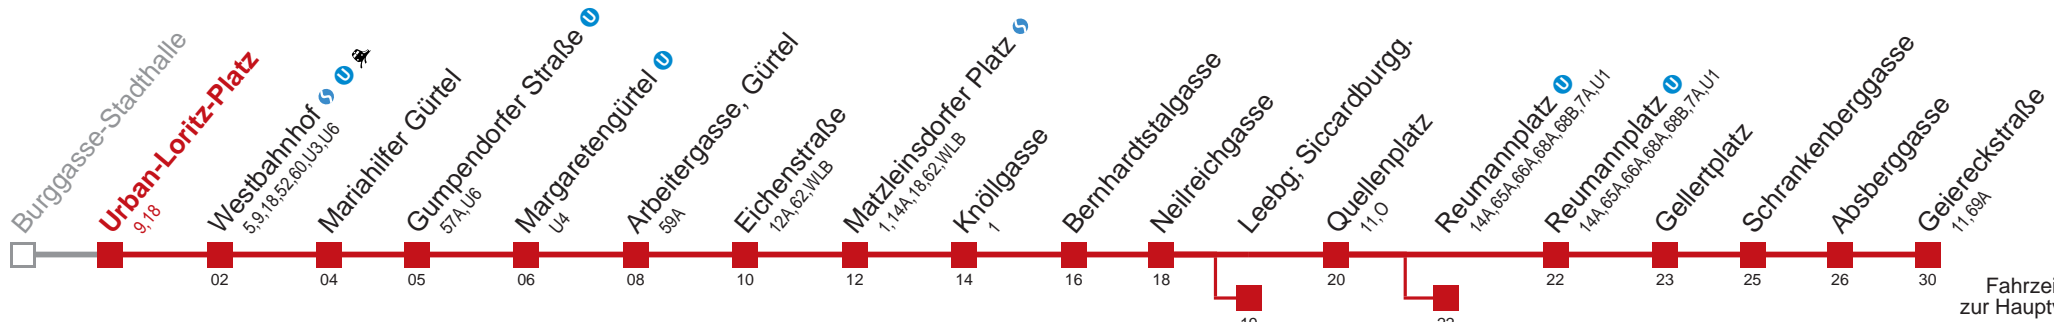 Burggasse-Stadthalle
Urban-Loritz-Platz
9,18
Westbahnhof
5,9,18,52,60,U3,U6
02
Mariahilfer Gürtel
04
Gumpendorfer Straße U
57A,U6
05
Margaretengürtel U
U4
06
Arbeitergasse, Gürtel
59A
08
Eichenstraße
12A,62,WLB
10
Matzleinsdorfer Platz
1,14A,18,62,WLB
12
Knöllgasse
1
14
Bernhardtstalgasse
16
Neilreichgasse
18
Leebg; Siccardburgg.
Quellenplatz
11,O
20
Reumannplatz U
14A,65A,66A,68A,68B,7A,U1
Reumannplatz U
14A,65A,66A,68A,68B,7A,U1
22
Gellertplatz
23
Schrankenberggasse
25
Absberggasse
26
Geiereckstraße
11,69A
30
Fahrzei
zur Hauptv